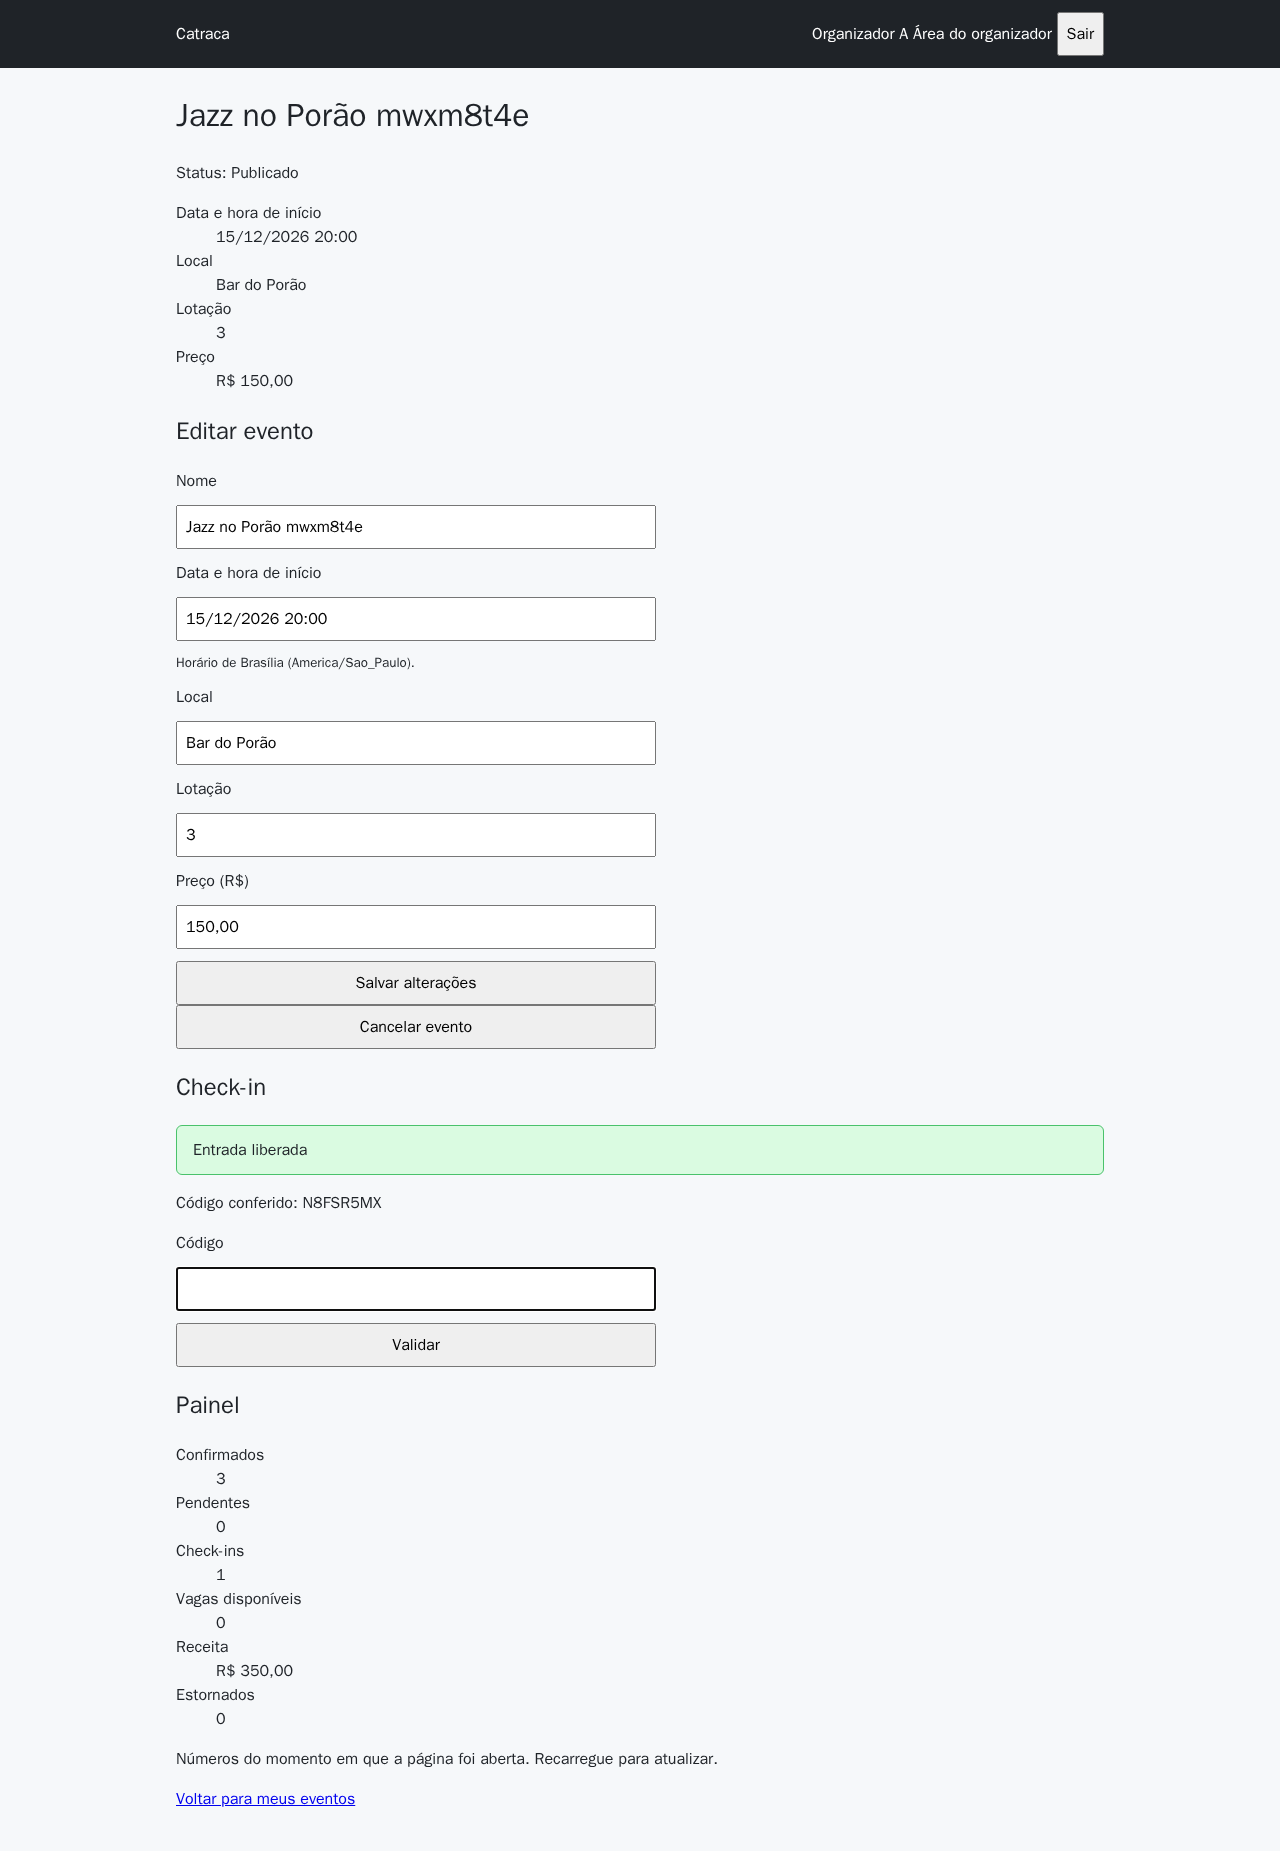 Catraca
Organizador A Área do organizador Sair
Jazz no Porão mwxm8t4e
Status: Publicado
Data e hora de início
15/12/2026 20:00
Local
Bar do Porão
Lotação
3
Preço
R$ 150,00
Editar evento
Nome
Jazz no Porão mwxm8t4e
Data e hora de início
15/12/2026 20:00
Horário de Brasília (America/Sao_Paulo).
Local
Bar do Porão
Lotação
3
Preço (R$)
150,00
Salvar alterações
Cancelar evento
Check-in
Entrada liberada
Código conferido: N8FSR5MX
Código
Validar
Painel
Confirmados
3
Pendentes
0
Check-ins
1
Vagas disponíveis
0
Receita
R$ 350,00
Estornados
0
Números do momento em que a página foi aberta. Recarregue para atualizar.
Voltar para meus eventos